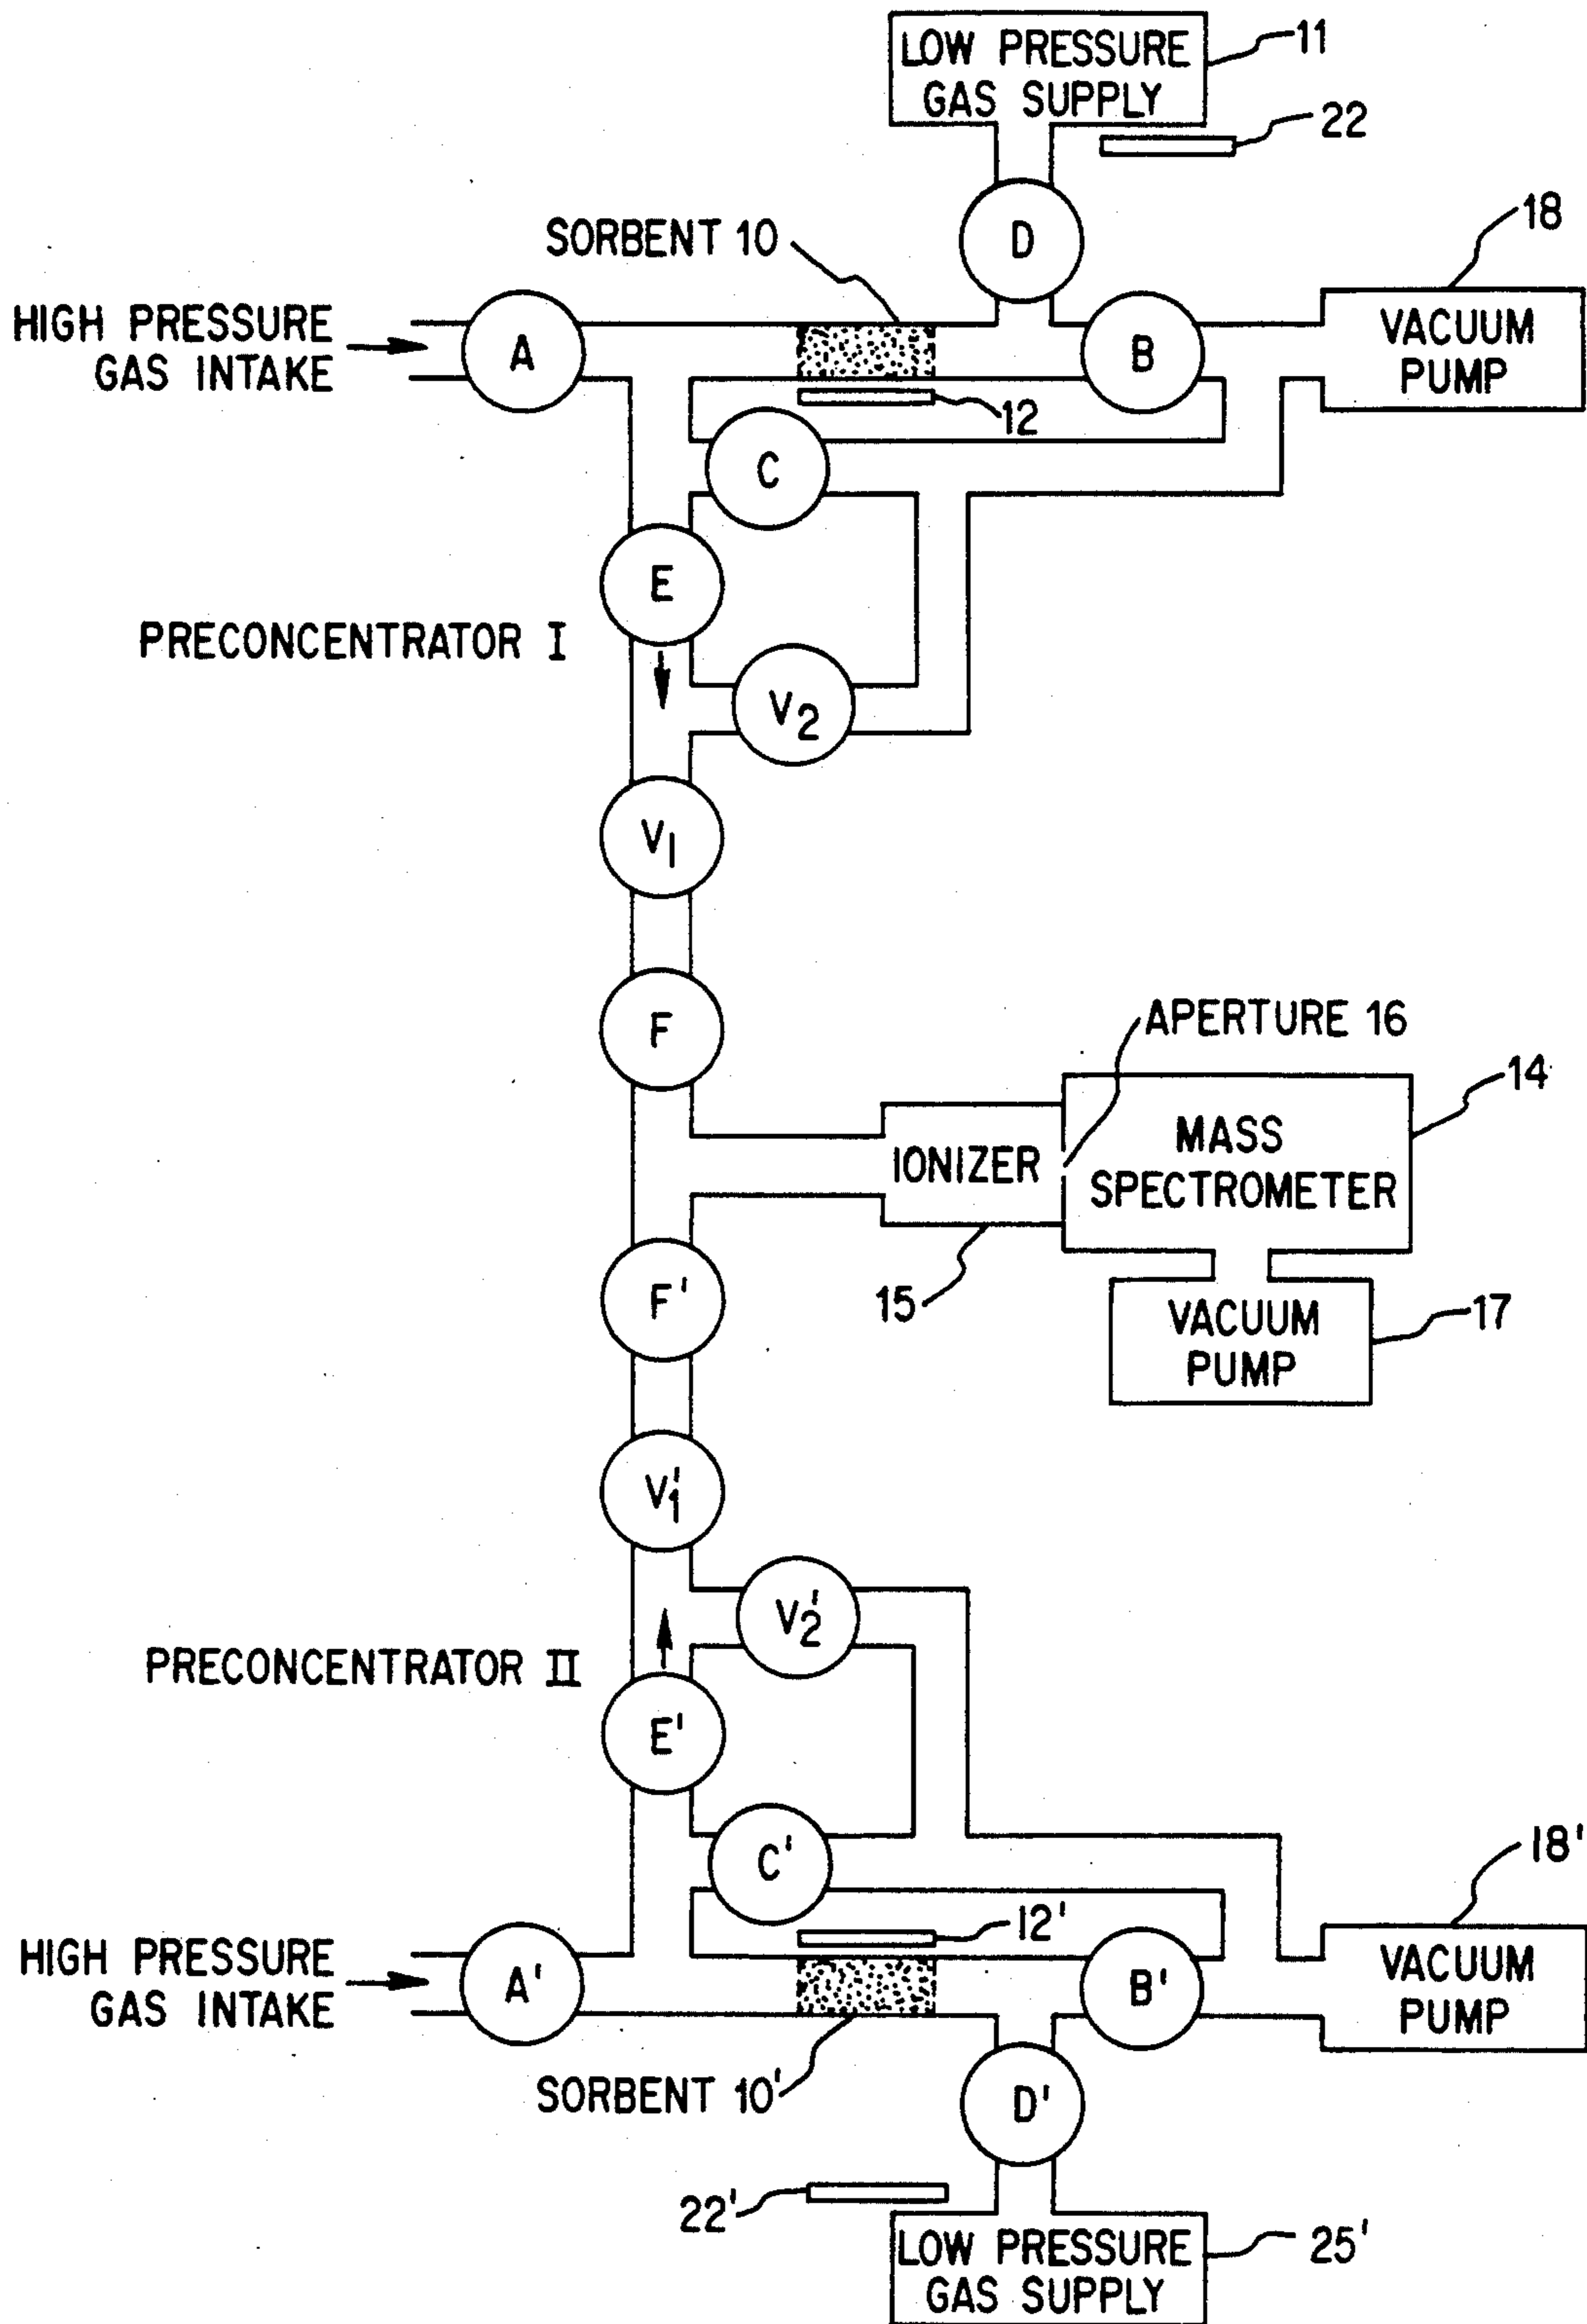 LOW PRESSURE
GAS SUPPLY
11
22
D
18
SORBENT 10
HIGH PRESSURE
GAS INTAKE
A
B
VACUUM
PUMP
12
C
E
PRECONCENTRATOR I
V2
V1
F
APERTURE 16
14
IONIZER
MASS
SPECTROMETER
15
F'
VACUUM
PUMP
17
V1'
V2'
PRECONCENTRATOR II
E'
C'
18'
12'
HIGH PRESSURE
GAS INTAKE
A'
B'
VACUUM
PUMP
SORBENT 10'
D'
22'
LOW PRESSURE
GAS SUPPLY
25'